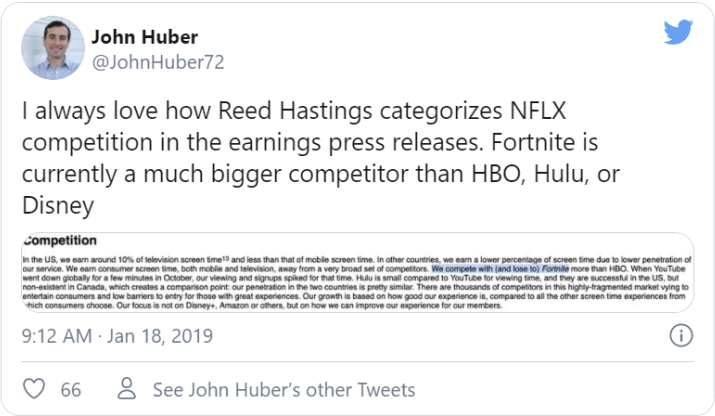 John Huber
@JohnHuber72
I always love how Reed Hastings categorizes NFLX
competition in the earnings press releases. Fortnite is
currently a much bigger competitor than HBO, Hulu, or
Disney
Competition
In the US, we earn around 10% of television screen time13 and less than that of mobile screen time. In other countries, we earn a lower percentage of screen time due to lower penetration of
our service. We earn consumer screen time, both mobile and television, away from a very broad set of competitors. We compete with (and lose to) Fortnite more than HBO. When YouTube
went down globally for a few minutes in October, our viewing and signups spiked for that time. Hulu is small compared to YouTube for viewing time, and they are successful in the US, but
non-existent in Canada, which creates a comparison point: our penetration in the two countries is pretty similar. There are thousands of competitors in this highly-fragmented market vying to
entertain consumers and low barriers to entry for those with great experiences. Our growth is based on how good our experience is, compared to all the other screen time experiences from
which consumers choose. Our focus is not on Disney+, Amazon or others, but on how we can improve our experience for our members.
9:12 AM · Jan 18, 2019
66
See John Huber's other Tweets